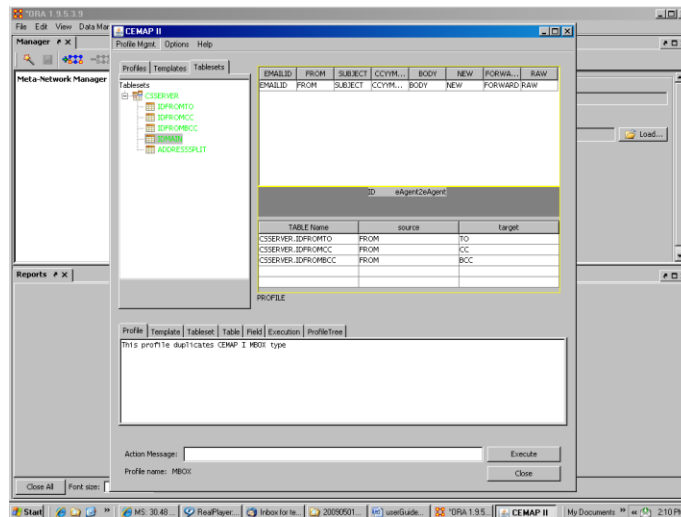 *ORA 1.9.5.3.9
File Edit View Data Mar
CEMAP II
Manager
Profile Mgmt. Options Help
Profiles Templates Tablesets
Meta-Network Manager
Tablesets
CSSERVER
IDFROMTO
IDFROMCC
IDFROMBCC
IDMAIN
ADDRESSSPLIT
EMAILID FROM SUBJECT CCYM... BODY NEW FORWA... RAW
EMAILID FROM SUBJECT CCYM... BODY NEW FORWARD RAW
Load...
ID eAgent2eAgent
TABLE Name source target
CSSERVER.IDFROMTO FROM TO
CSSERVER.IDFROMCC FROM CC
CSSERVER.IDFROMBCC FROM BCC
Reports
PROFILE
Profile Template Tableset Table Field Execution ProfileTree
This profile duplicates CEMAP I MBOX type
Action Message: Execute
Profile name: MBOX Close
Close All Font size:
Start MS: 30.48 ... RealPlayer:... Inbox for te... 20090501... userGuide... *ORA 1.9.5... CEMAP II My Documents 2:10 PM